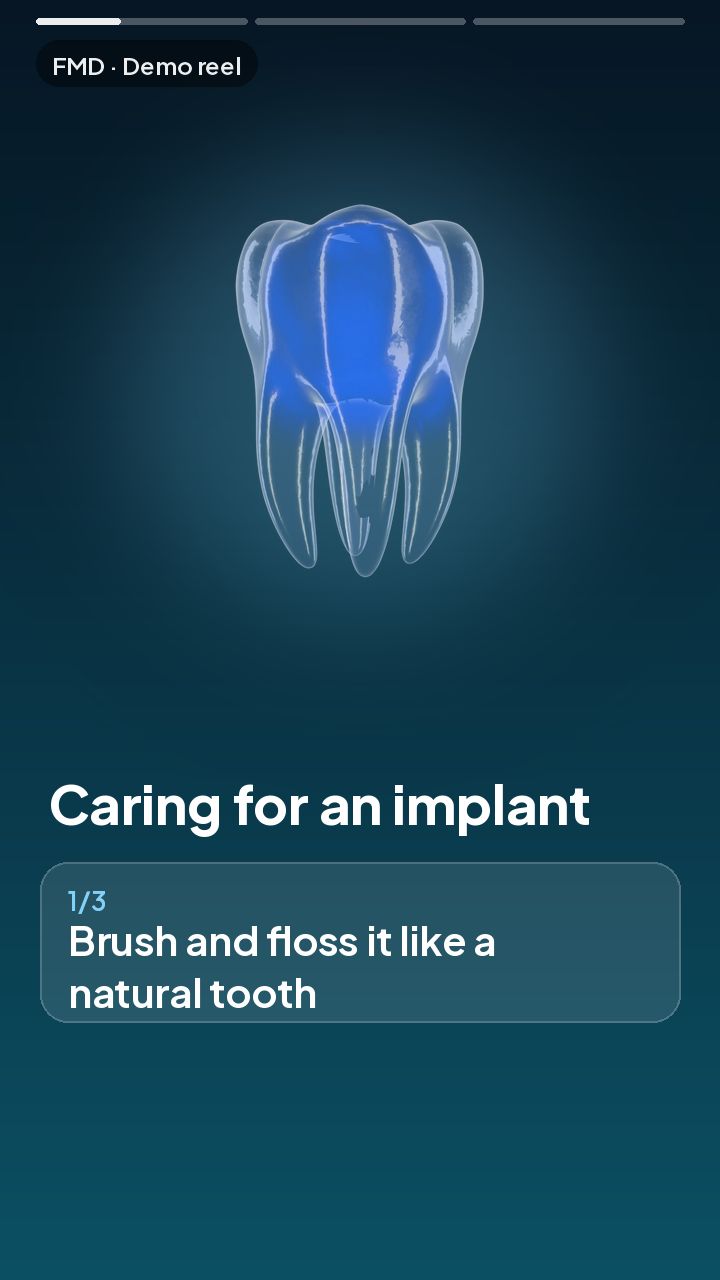 FMD · Demo reel
Caring for an implant
1/3
Brush and floss it like a
natural tooth